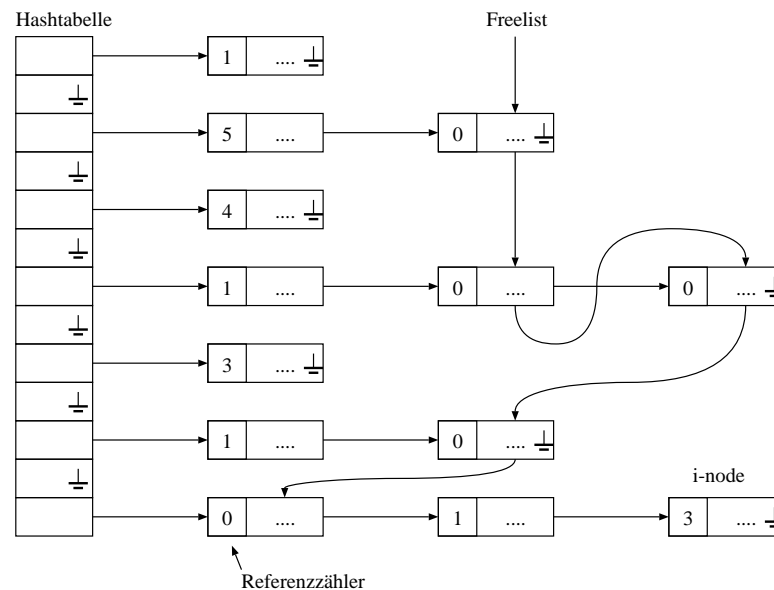 Hashtabelle Freelist
1 ....
5 .... 0 ....
4 ....
1 .... 0 .... 0 ....
3 ....
1 .... 0 ....
i-node
0 .... 1 .... 3 ....
Referenzzähler